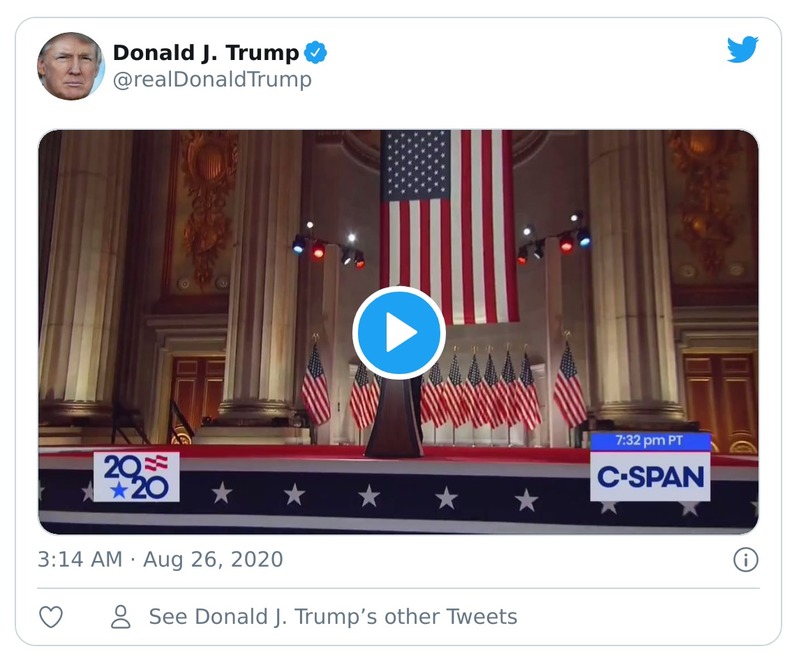 Donald J. Trump
@realDonaldTrump
7:32 pm PT
2020
C·SPAN
3:14 AM · Aug 26, 2020
See Donald J. Trump’s other Tweets